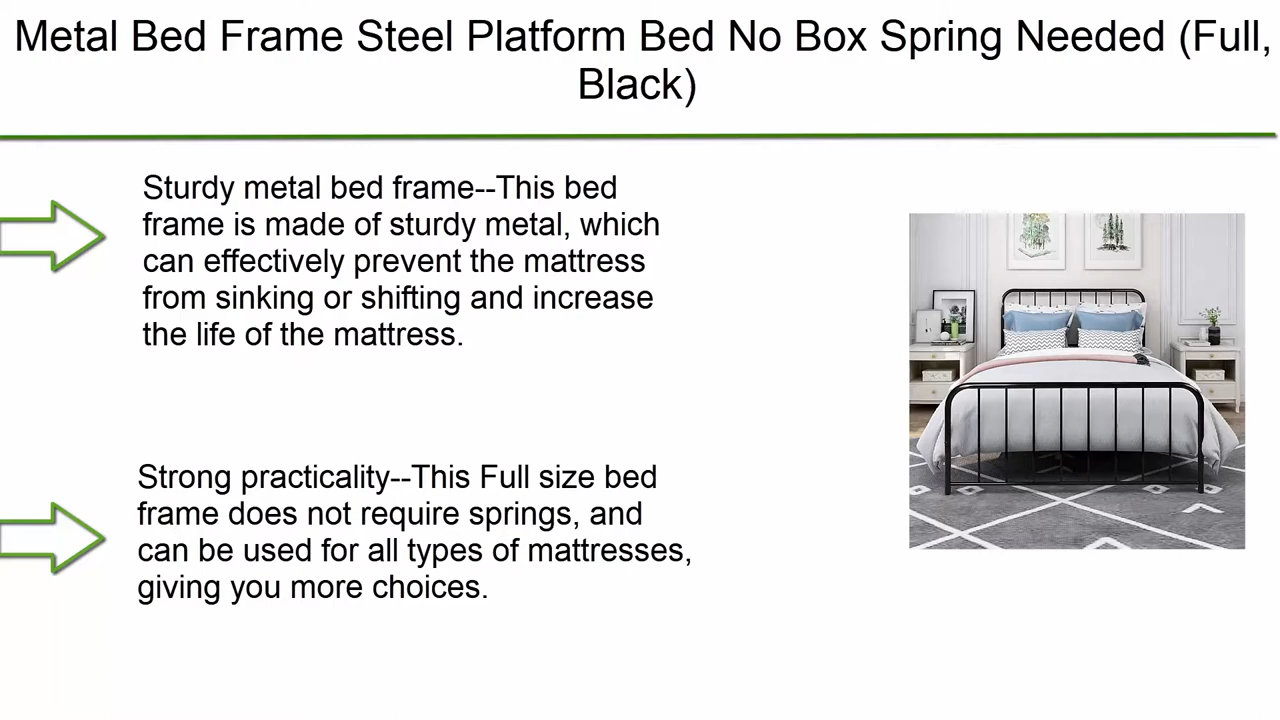 Metal Bed Frame Steel Platform Bed No Box Spring Needed (Full,
Black)
Sturdy metal bed frame--This bed
frame is made of sturdy metal, which
can effectively prevent the mattress
from sinking or shifting and increase
the life of the mattress.
Strong practicality--This Full size bed
frame does not require springs, and
can be used for all types of mattresses,
giving you more choices.